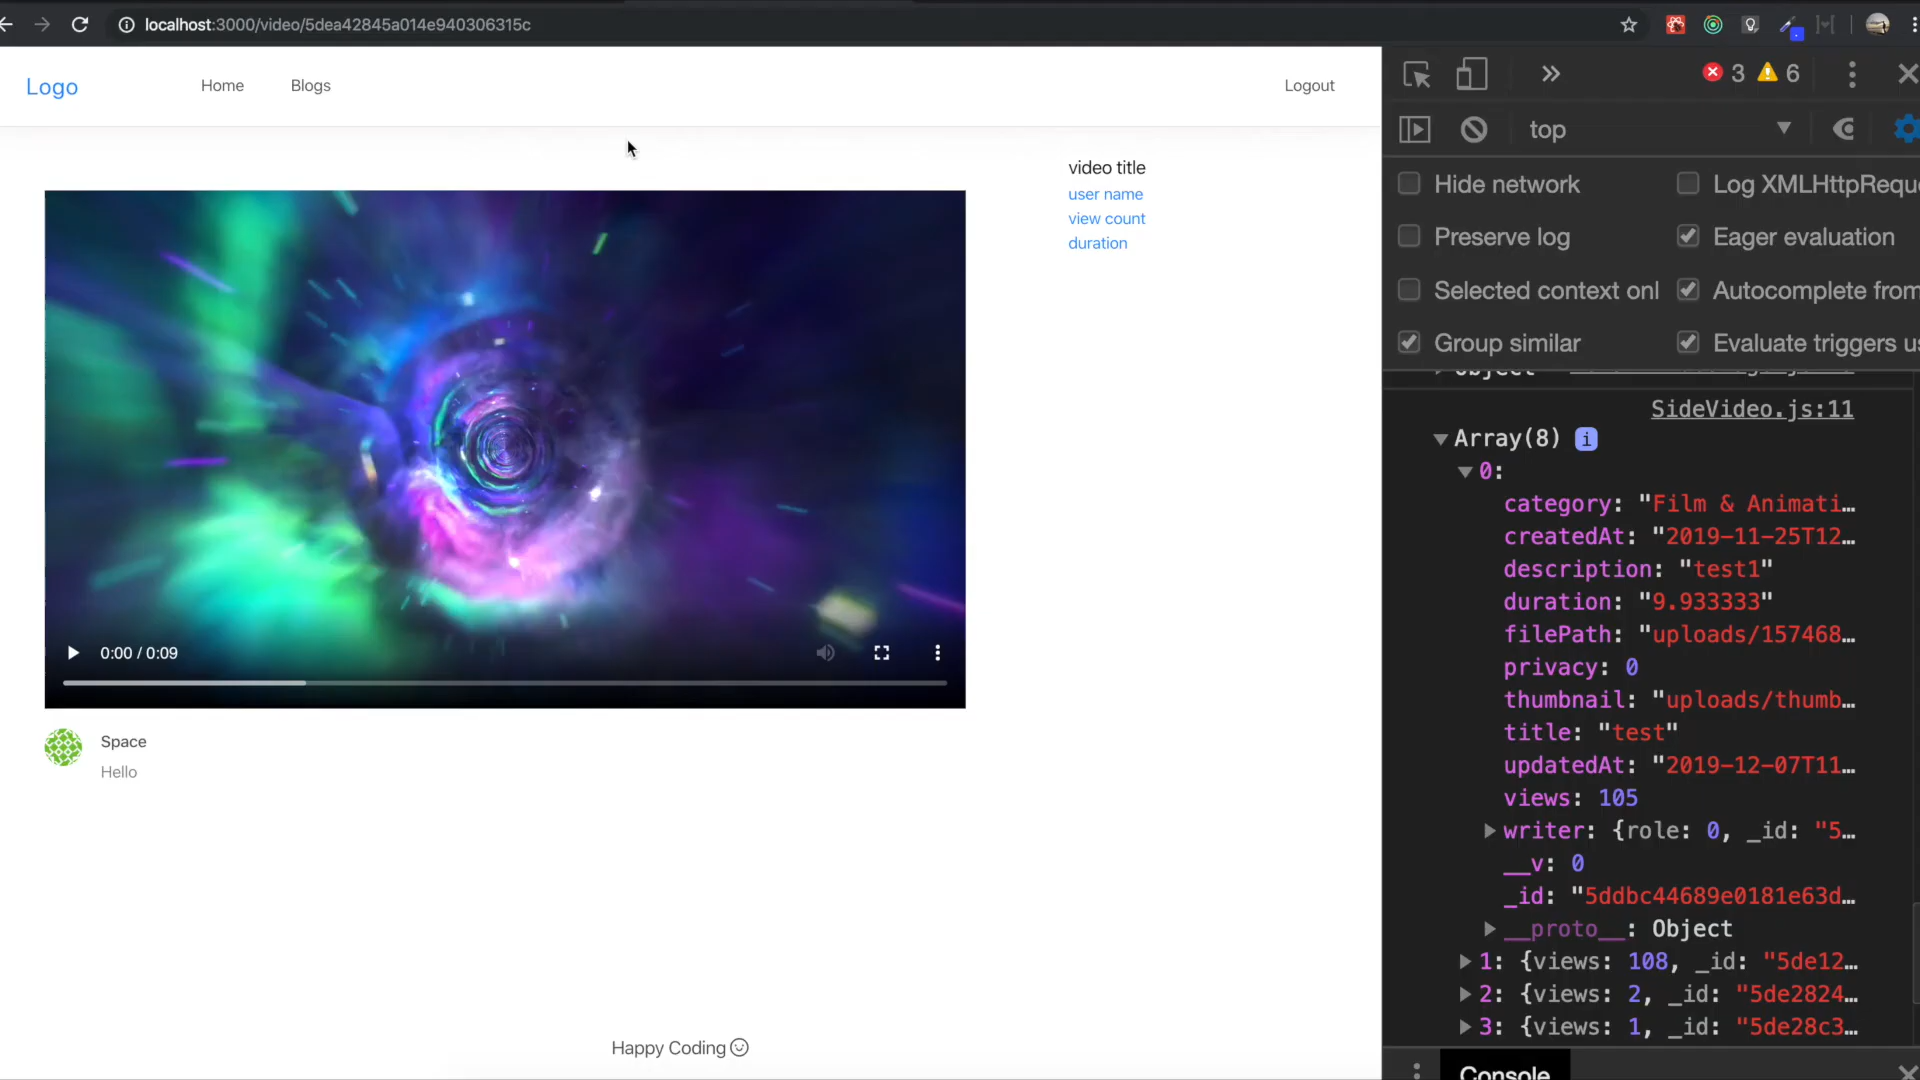 localhost:3000/video/5dea42845a014e940306315c
Logo
Home
Blogs
Logout
video title
user name
view count
duration
0:00 / 0:09
Space
Hello
Happy Coding
3
6
top
Hide network
Log XMLHttpRequ
Preserve log
Eager evaluation
Selected context onl
Autocomplete from
Group similar
Evaluate triggers us
SideVideo.js:11
Array(8) i
0:
category: "Film & Animati…
createdAt: "2019-11-25T12…
description: "test1"
duration: "9.933333"
filePath: "uploads/157468…
privacy: 0
thumbnail: "uploads/thumb…
title: "test"
updatedAt: "2019-12-07T11…
views: 105
writer: {role: 0, _id: "5…
__v: 0
_id: "5ddbc44689e0181e63d…
__proto__: Object
1: {views: 108, _id: "5de12…
2: {views: 2, _id: "5de2824…
3: {views: 1, _id: "5de28c3…
Console